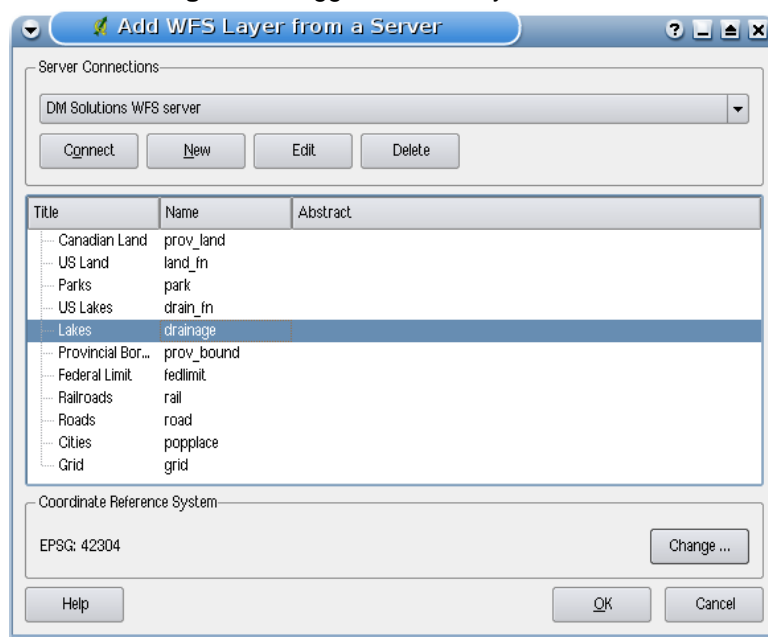 Add WFS Layer from a Server
Server Connections
DM Solutions WFS server
Connect New Edit Delete
Title Name Abstract
Canadian Land prov_land
US Land land_fn
Parks park
US Lakes drain_fn
Lakes drainage
Provincial Bor... prov_bound
Federal Limit fedlimit
Railroads rail
Roads road
Cities popplace
Grid grid
Coordinate Reference System
EPSG: 42304
Change ...
Help OK Cancel